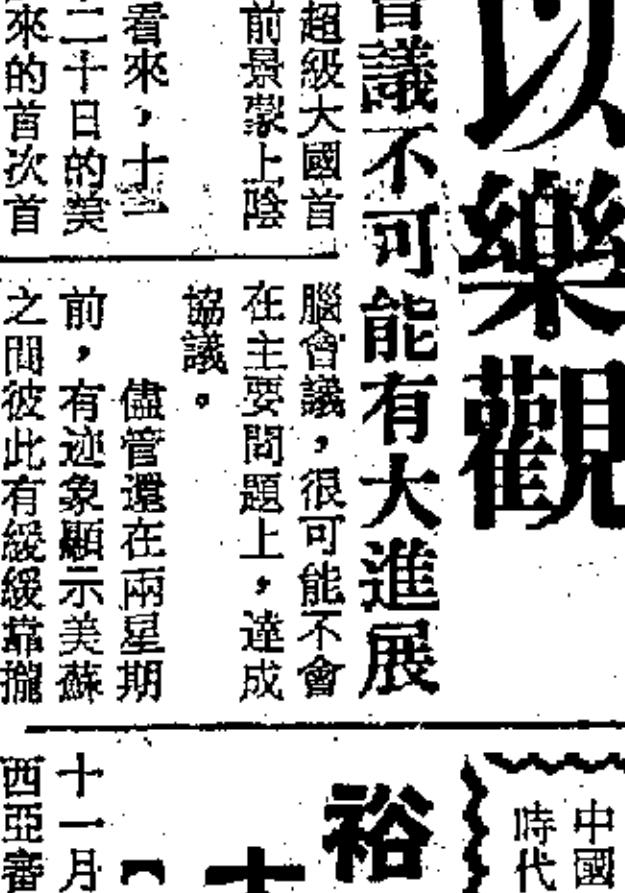 以樂觀
會議不可能有大進展
超級大國首
前景蒙上陰
看來，十一
二十日的美
來的首次首
腦會議，很可能不會
在主要問題上，達成
協議。
儘管還在兩星期
前，有迹象顯示美蘇
之間彼此有緩緩靠攏
中國
時代
裕
十一月
西亞審